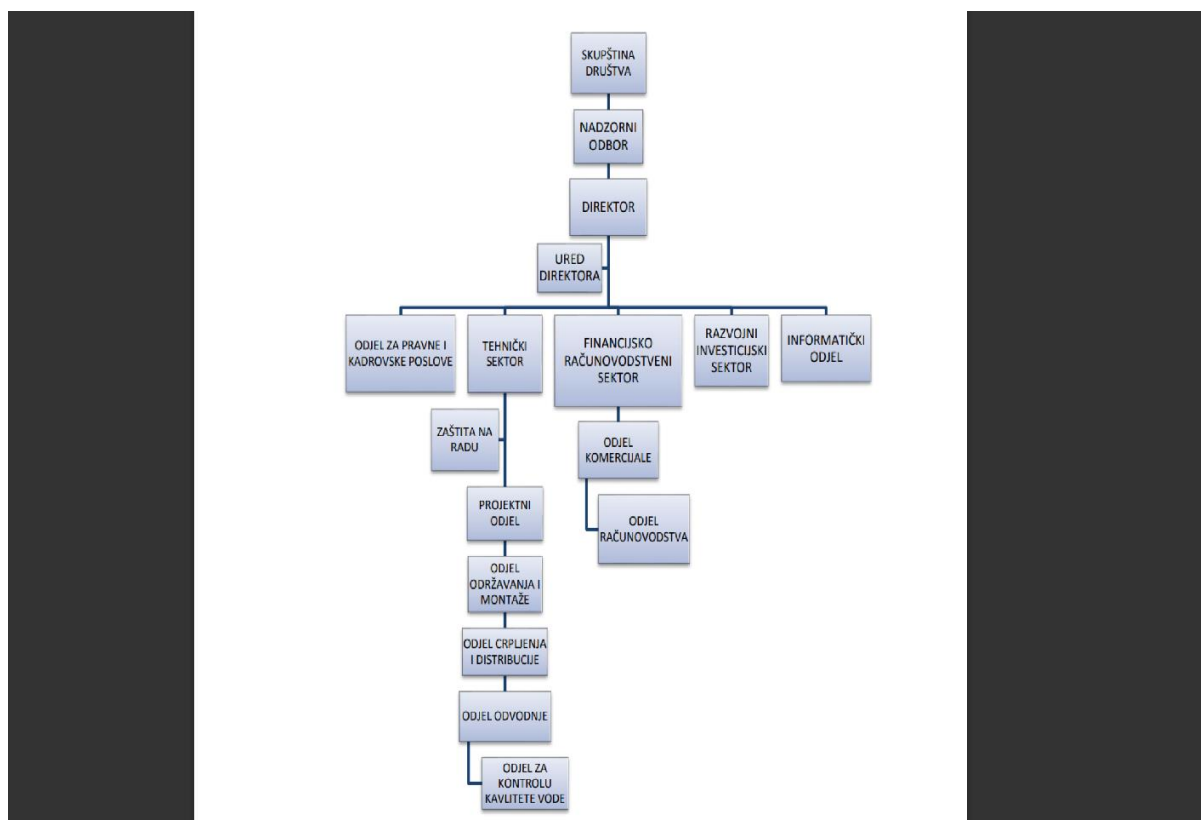 SKUPŠTINA
DRUŠTVA
NADZORNI
ODBOR
DIREKTOR
URED
DIREKTORA
ODJEL ZA PRAVNE I
KADROVSKE POSLOVE
TEHNIČKI
SEKTOR
FINANCIJSKO
RAČUNOVODSTVENI
SEKTOR
RAZVOJNI
INVESTICIJSKI
SEKTOR
INFORMATIČKI
ODJEL
ZAŠTITA NA
RADU
ODJEL
KOMERCIJALE
PROJEKTNI
ODJEL
ODJEL
RAČUNOVODSTVA
ODJEL
ODRŽAVANJA I
MONTAŽE
ODJEL CRPLJENJA
I DISTRIBUCIJE
ODJEL ODVODNJE
ODJEL ZA
KONTROLU
KAVLITETE VODE